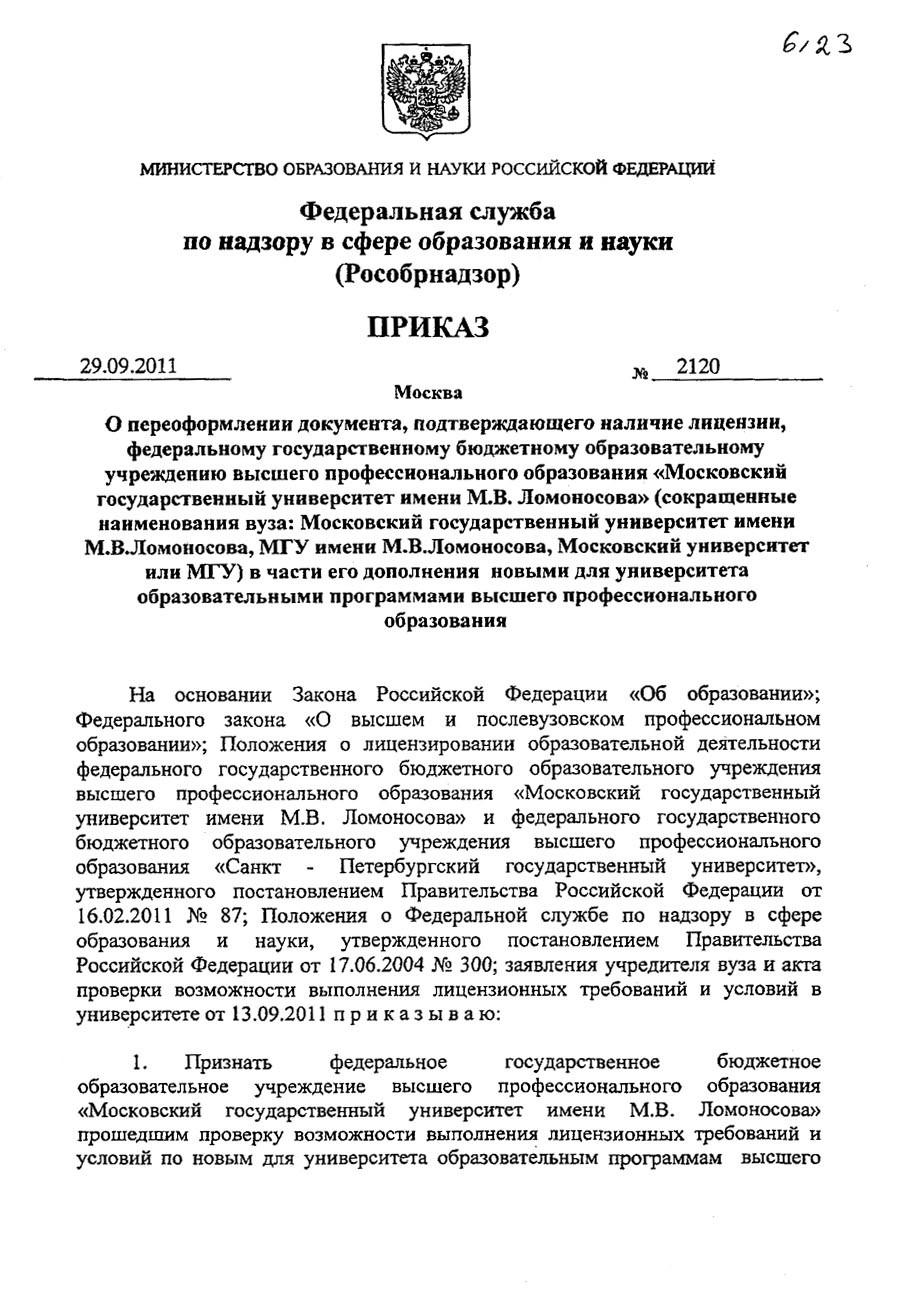 6/23
МИНИСТЕРСТВО ОБРАЗОВАНИЯ И НАУКИ РОССИЙСКОЙ ФЕДЕРАЦИИ
Федеральная служба
по надзору в сфере образования и науки
(Рособрнадзор)
ПРИКАЗ
29.09.2011 № 2120
Москва
О переоформлении документа, подтверждающего наличие лицензии,
федеральному государственному бюджетному образовательному
учреждению высшего профессионального образования «Московский
государственный университет имени М.В. Ломоносова» (сокращенные
наименования вуза: Московский государственный университет имени
М.В.Ломоносова, МГУ имени М.В.Ломоносова, Московский университет
или МГУ) в части его дополнения новыми для университета
образовательными программами высшего профессионального
образования
На основании Закона Российской Федерации «Об образовании»;
Федерального закона «О высшем и послевузовском профессиональном
образовании»; Положения о лицензировании образовательной деятельности
федерального государственного бюджетного образовательного учреждения
высшего профессионального образования «Московский государственный
университет имени М.В. Ломоносова» и федерального государственного
бюджетного образовательного учреждения высшего профессионального
образования «Санкт - Петербургский государственный университет»,
утвержденного постановлением Правительства Российской Федерации от
16.02.2011 № 87; Положения о Федеральной службе по надзору в сфере
образования и науки, утвержденного постановлением Правительства
Российской Федерации от 17.06.2004 № 300; заявления учредителя вуза и акта
проверки возможности выполнения лицензионных требований и условий в
университете от 13.09.2011 п р и к а з ы в а ю:
1. Признать федеральное государственное бюджетное
образовательное учреждение высшего профессионального образования
«Московский государственный университет имени М.В. Ломоносова»
прошедшим проверку возможности выполнения лицензионных требований и
условий по новым для университета образовательным программам высшего